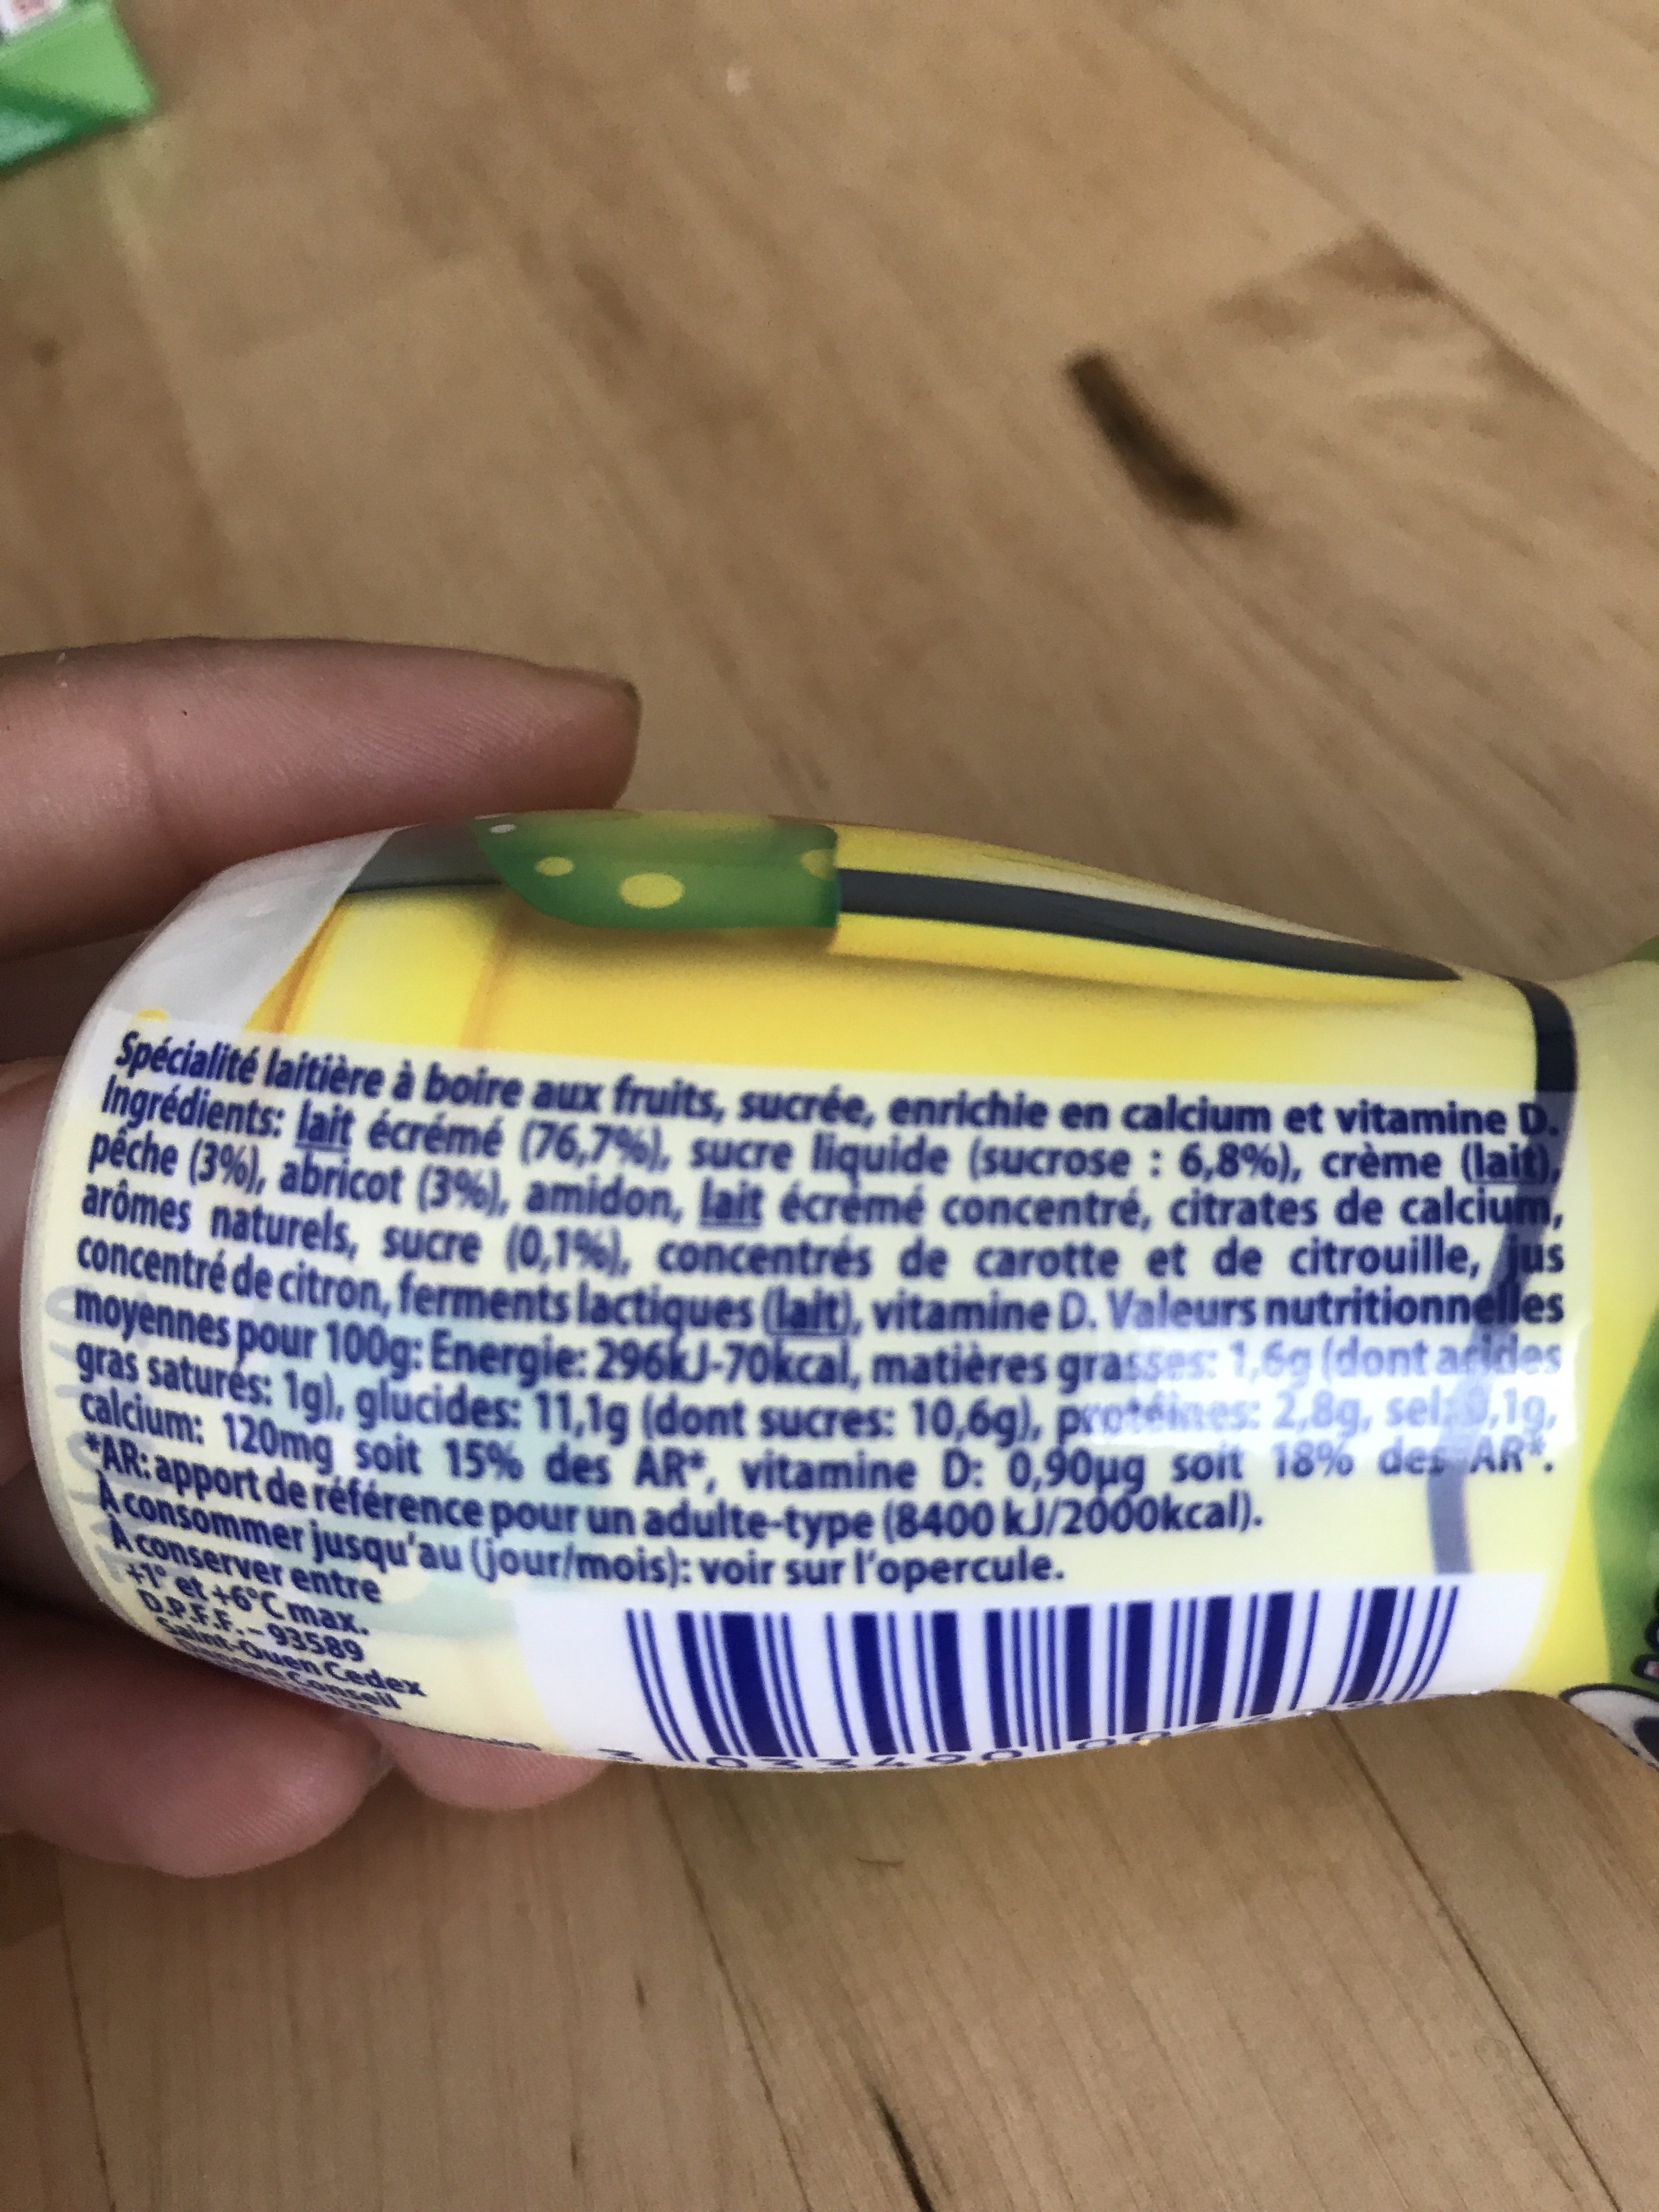 Spécialité laitière à boire aux fruits, sucrée, enrichie en calcium et vitamine D.
Ingrédients: lait écrémé (76,7%), sucre liquide (sucrose : 6,8%), crème (lait),
pêche (3%), abricot (3%), amidon, lait écrémé concentré, citrates de calcium,
arômes naturels, sucre (0,1%), concentrés de carotte et de citrouille, jus
concentré de citron, ferments lactiques (lait), vitamine D. Valeurs nutritionnelles
moyennes pour 100g: Energie: 296kJ-70kcal, matières grasses: 1,6g (dont acides
gras saturés: 1g), glucides: 11,1g (dont sucres: 10,6g), protéines: 2,8g, sel: 0,1g,
calcium: 120mg soit 15% des AR*, vitamine D: 0,90µg soit 18% des AR*.
*AR: apport de référence pour un adulte-type (8400 kJ/2000kcal).
À consommer jusqu'au (jour/mois): voir sur l'opercule.
À conserver entre
+1° et +6°C max.
D.P.F.F. - 93589
Saint-Ouen Cedex
Conseil
3 033490